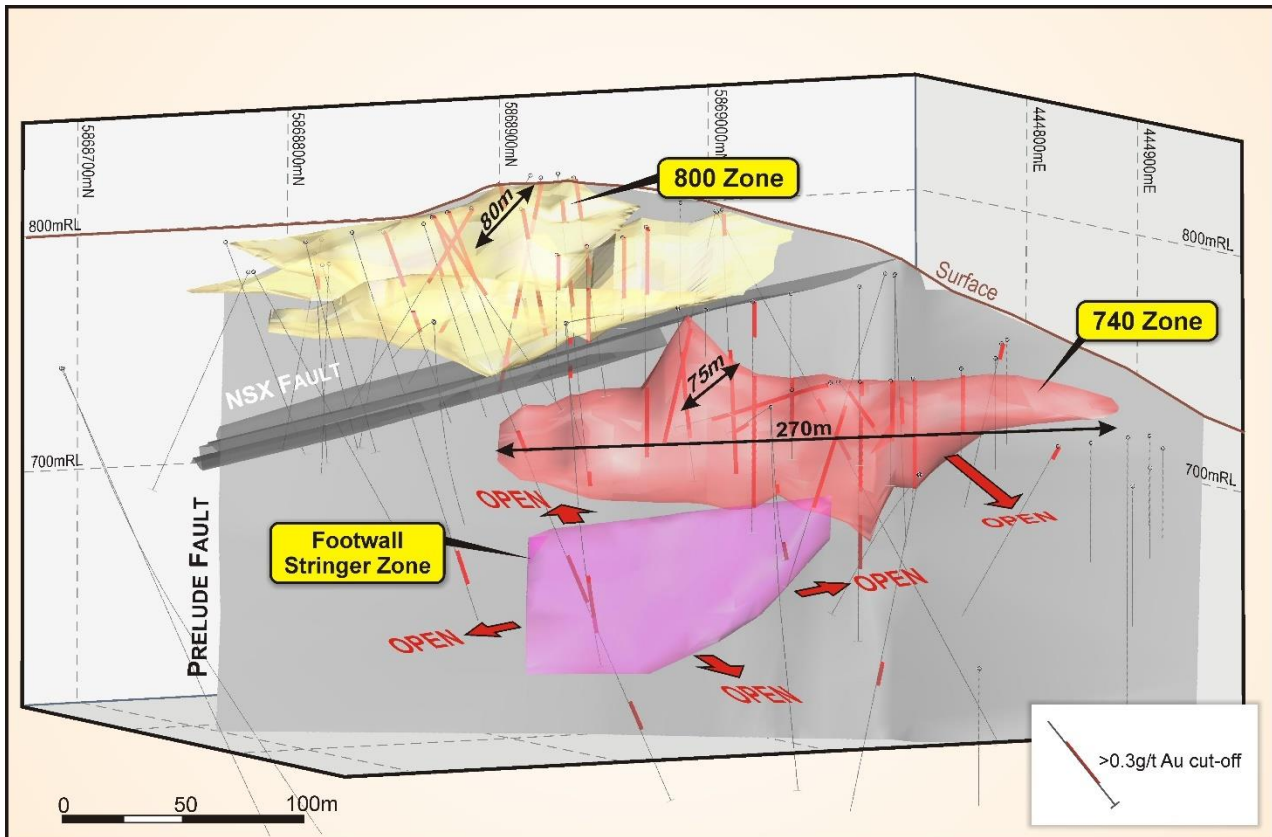 5868700mN
5868800mN
5868900mN
5869000mN
444800mE
444900mE
800 Zone
80m
800mRL
800mRL
Surface
740 Zone
NSX FAULT
75m
270m
700mRL
700mRL
OPEN
OPEN
Footwall
Stringer Zone
OPEN
OPEN
OPEN
PRELUDE FAULT
>0.3g/t Au cut-off
0 50 100m